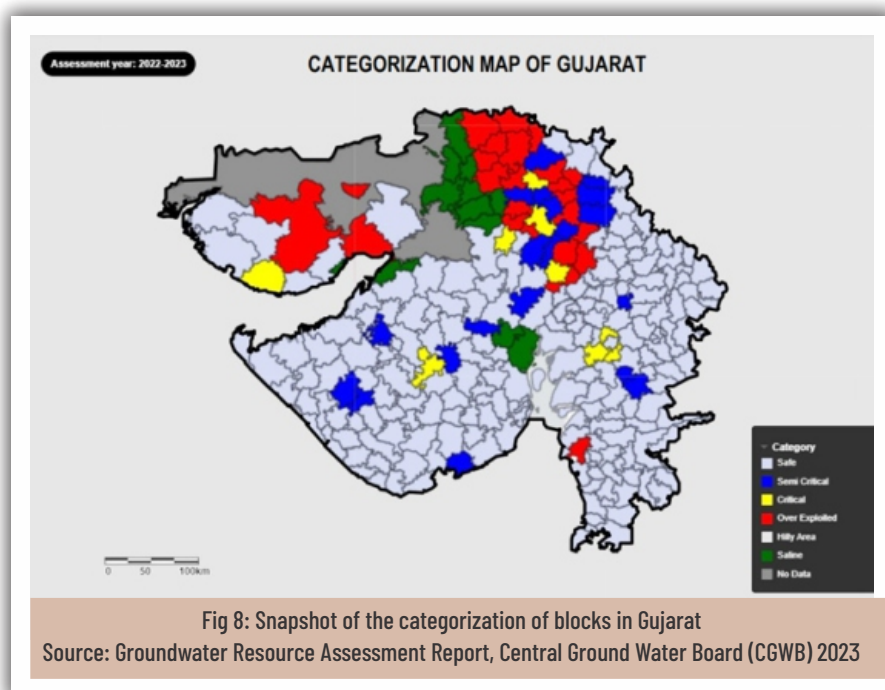 Assessment year: 2022-2023
CATEGORIZATION MAP OF GUJARAT
Category
Safe
Semi Critical
Critical
Over Exploited
Hilly Area
Saline
No Data
0 50 100km
Fig 8: Snapshot of the categorization of blocks in Gujarat
Source: Groundwater Resource Assessment Report, Central Ground Water Board (CGWB) 2023